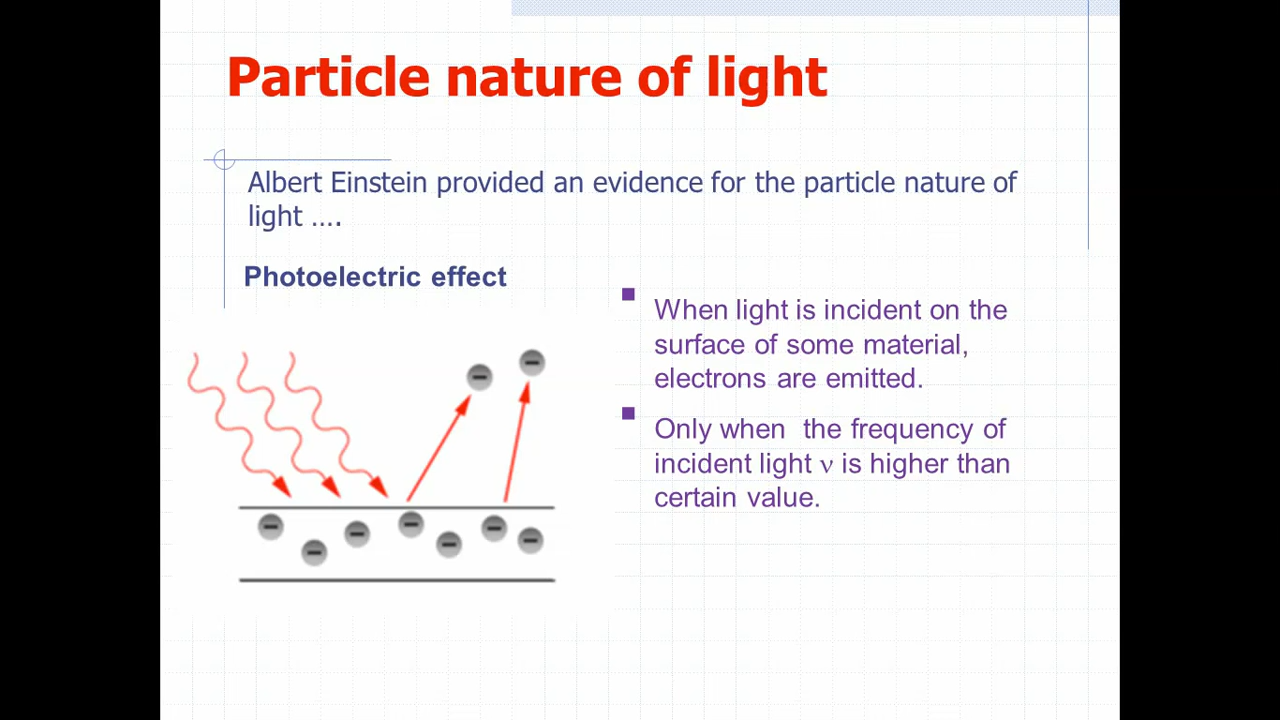 Particle nature of light
Albert Einstein provided an evidence for the particle nature of
light ....
Photoelectric effect
When light is incident on the
surface of some material,
electrons are emitted.
Only when the frequency of
incident light ν is higher than
certain value.